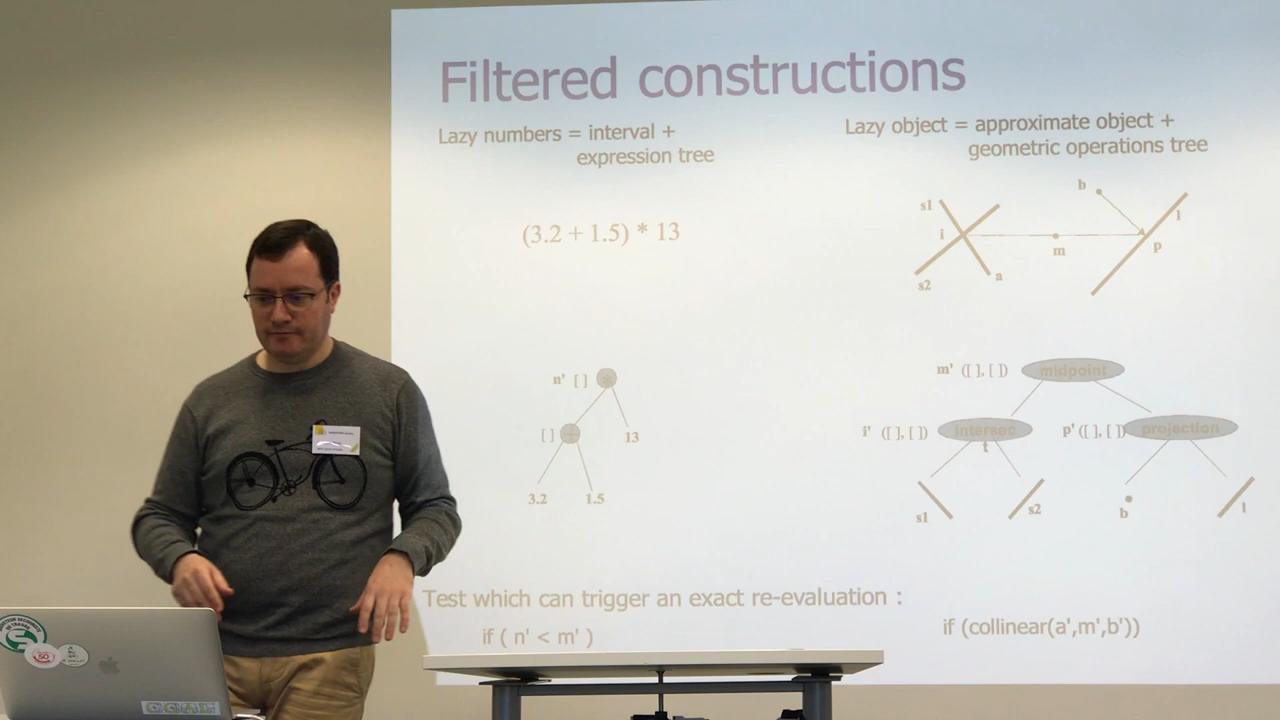 Filtered constructions
Lazy numbers = interval +
expression tree
(3.2 + 1.5) * 13
n' [ ]
*
[ ] +
13
3.2
1.5
Lazy object = approximate object +
geometric operations tree
b
s1
l
i
m
p
s2
a
m' ([ ], [ ]) midpoint
i' ([ ], [ ]) intersec
t
p' ([ ], [ ]) projection
s1
s2
b
l
Test which can trigger an exact re-evaluation :
if ( n' < m' )
if (collinear(a',m',b'))
CGAL